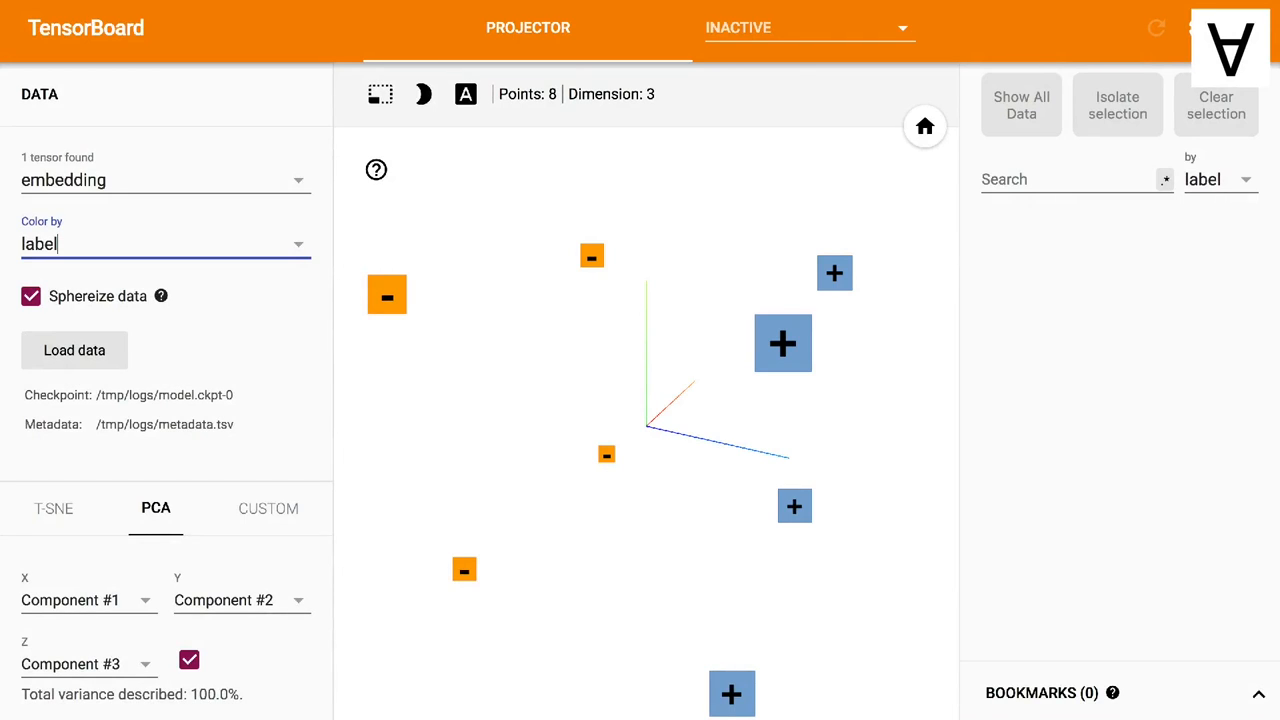 TensorBoard
PROJECTOR
INACTIVE
∀
DATA
1 tensor found
embedding
Color by
label
Sphereize data
Load data
Checkpoint: /tmp/logs/model.ckpt-0
Metadata: /tmp/logs/metadata.tsv
T-SNE PCA CUSTOM
X Y
Component #1 Component #2
Z
Component #3
Total variance described: 100.0%.
A
Points: 8 | Dimension: 3
-
+
-
+
-
+
-
+
Show All
Data
Isolate
selection
Clear
selection
Search .* by
label
BOOKMARKS (0)